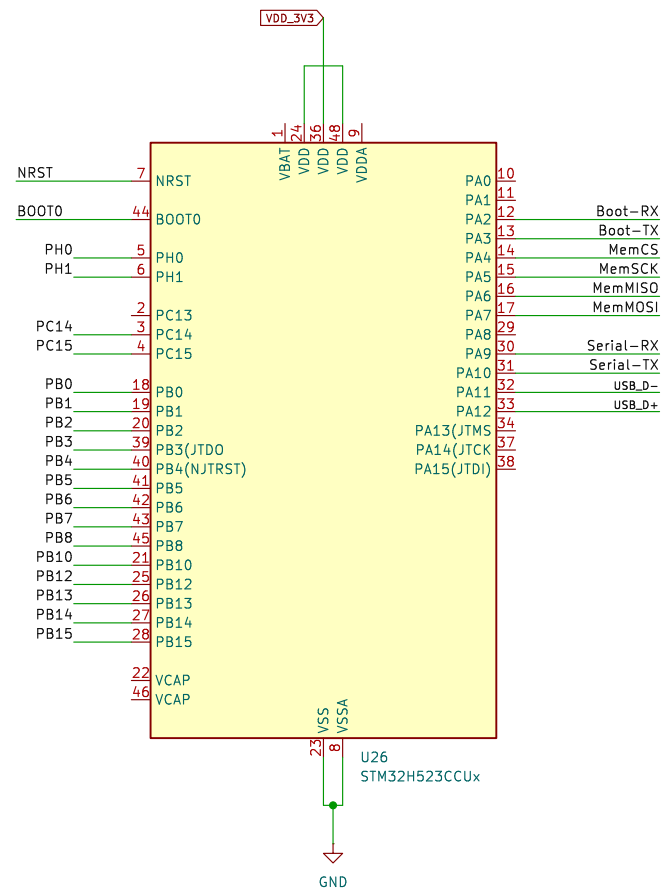 VDD_3V3
1 24 36 48 9
VBAT VDD VDD VDD VDDA
NRST 7 NRST
BOOT0 44 BOOT0
PH0 5 PH0
PH1 6 PH1
2 PC13
PC14 3 PC14
PC15 4 PC15
PB0 18 PB0
PB1 19 PB1
PB2 20 PB2
PB3 39 PB3(JTDO
PB4 40 PB4(NJTRST)
PB5 41 PB5
PB6 42 PB6
PB7 43 PB7
PB8 45 PB8
PB10 21 PB10
PB12 25 PB12
PB13 26 PB13
PB14 27 PB14
PB15 28 PB15
22 VCAP
46 VCAP
PA0 10
PA1 11
PA2 12 Boot-RX
PA3 13 Boot-TX
PA4 14 MemCS
PA5 15 MemSCK
PA6 16 MemMISO
PA7 17 MemMOSI
PA8 29
PA9 30 Serial-RX
PA10 31 Serial-TX
PA11 32 USB_D-
PA12 33 USB_D+
PA13(JTMS 34
PA14(JTCK 37
PA15(JTDI) 38
VSS VSSA
23 8
U26
STM32H523CCUx
GND